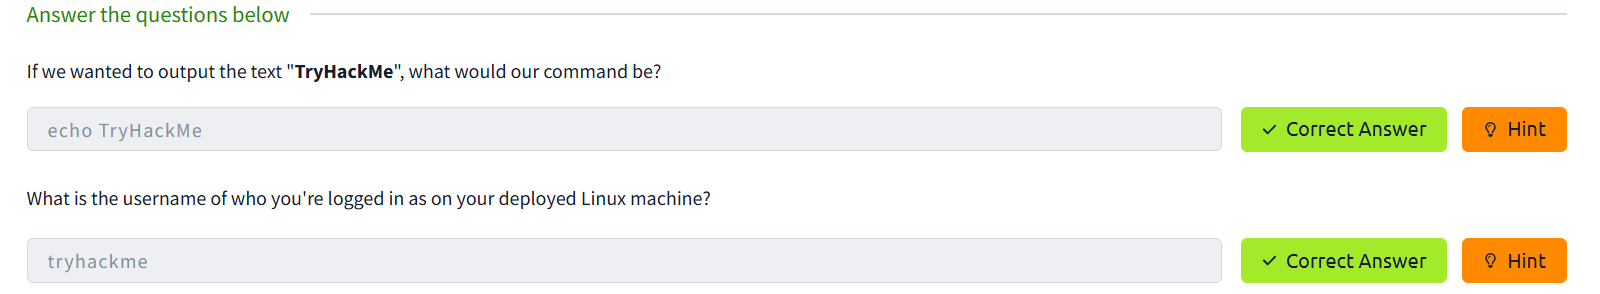 Answer the questions below
If we wanted to output the text "TryHackMe", what would our command be?
echo TryHackMe
Correct Answer
Hint
What is the username of who you're logged in as on your deployed Linux machine?
tryhackme
Correct Answer
Hint